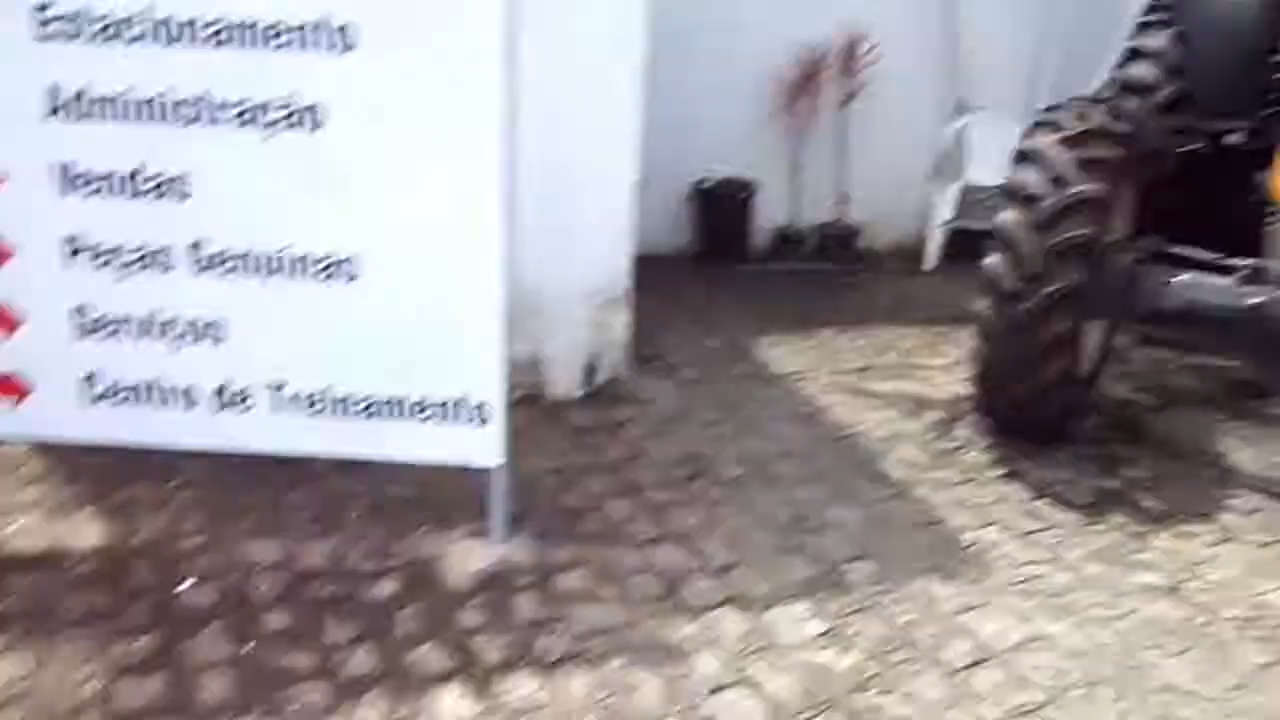 Estacionamento
Administração
Vendas
Peças Genuínas
Serviços
Centro de Treinamento